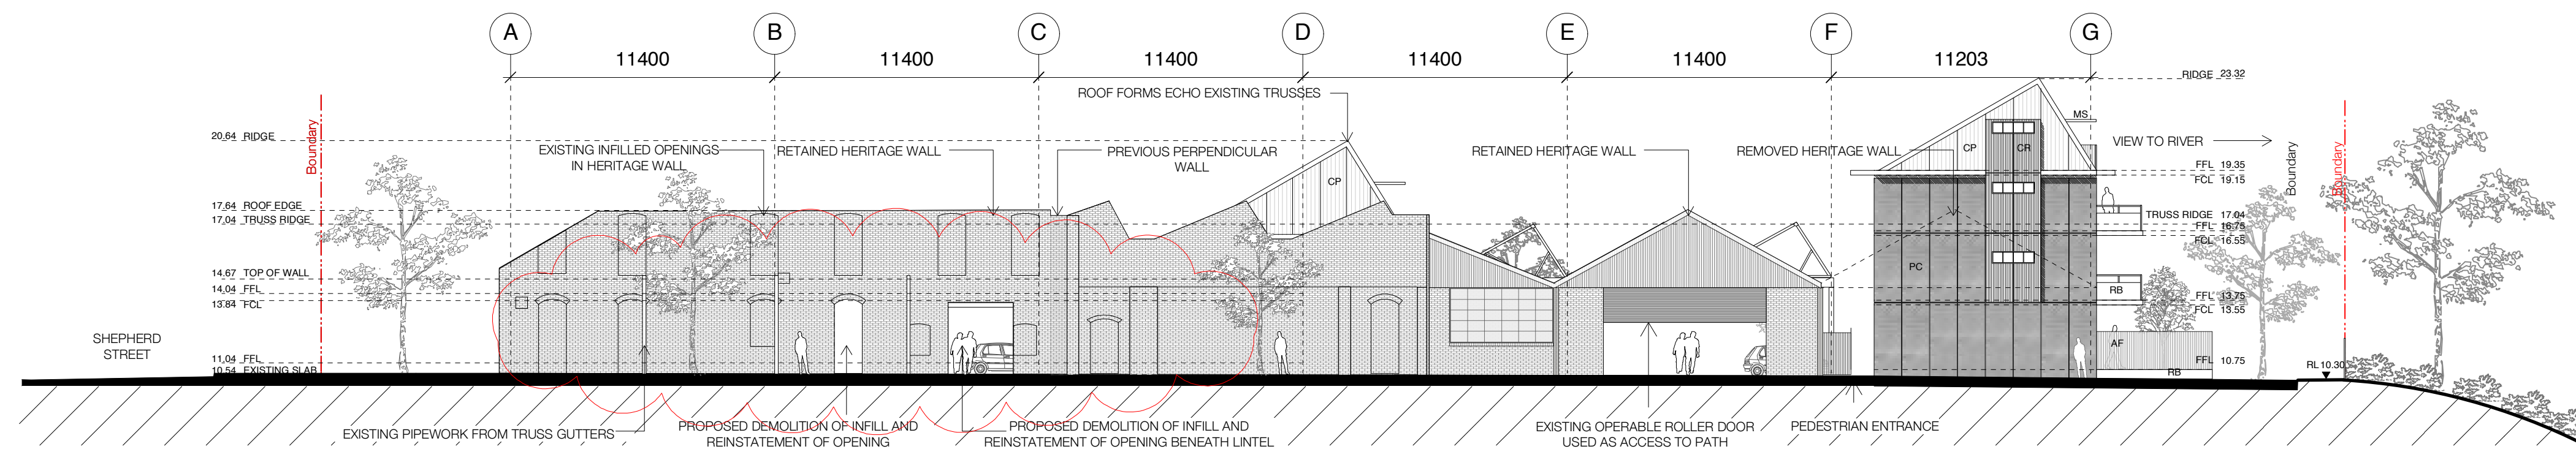 A B C D E F G
11400 11400 11400 11400 11400 11203
RIDGE 23.32
ROOF FORMS ECHO EXISTING TRUSSES
MS
20.64 RIDGE
Boundary
EXISTING INFILLED OPENINGS
IN HERITAGE WALL
RETAINED HERITAGE WALL
PREVIOUS PERPENDICULAR
WALL
RETAINED HERITAGE WALL
REMOVED HERITAGE WALL
CP
CR
VIEW TO RIVER
Boundary
Boundary
FFL 19.35
FCL 19.15
CP
17.64 ROOF EDGE
17.04 TRUSS RIDGE
TRUSS RIDGE 17.04
FFL 16.75
FCL 16.55
14.67 TOP OF WALL
14.04 FFL
13.84 FCL
PC
RB
FFL 13.75
FCL 13.55
SHEPHERD
STREET
AF
11.04 FFL
10.54 EXISTING SLAB
FFL 10.75
RB
RL 10.30
EXISTING PIPEWORK FROM TRUSS GUTTERS
PROPOSED DEMOLITION OF INFILL AND
REINSTATEMENT OF OPENING
PROPOSED DEMOLITION OF INFILL AND
REINSTATEMENT OF OPENING BENEATH LINTEL
EXISTING OPERABLE ROLLER DOOR
USED AS ACCESS TO PATH
PEDESTRIAN ENTRANCE